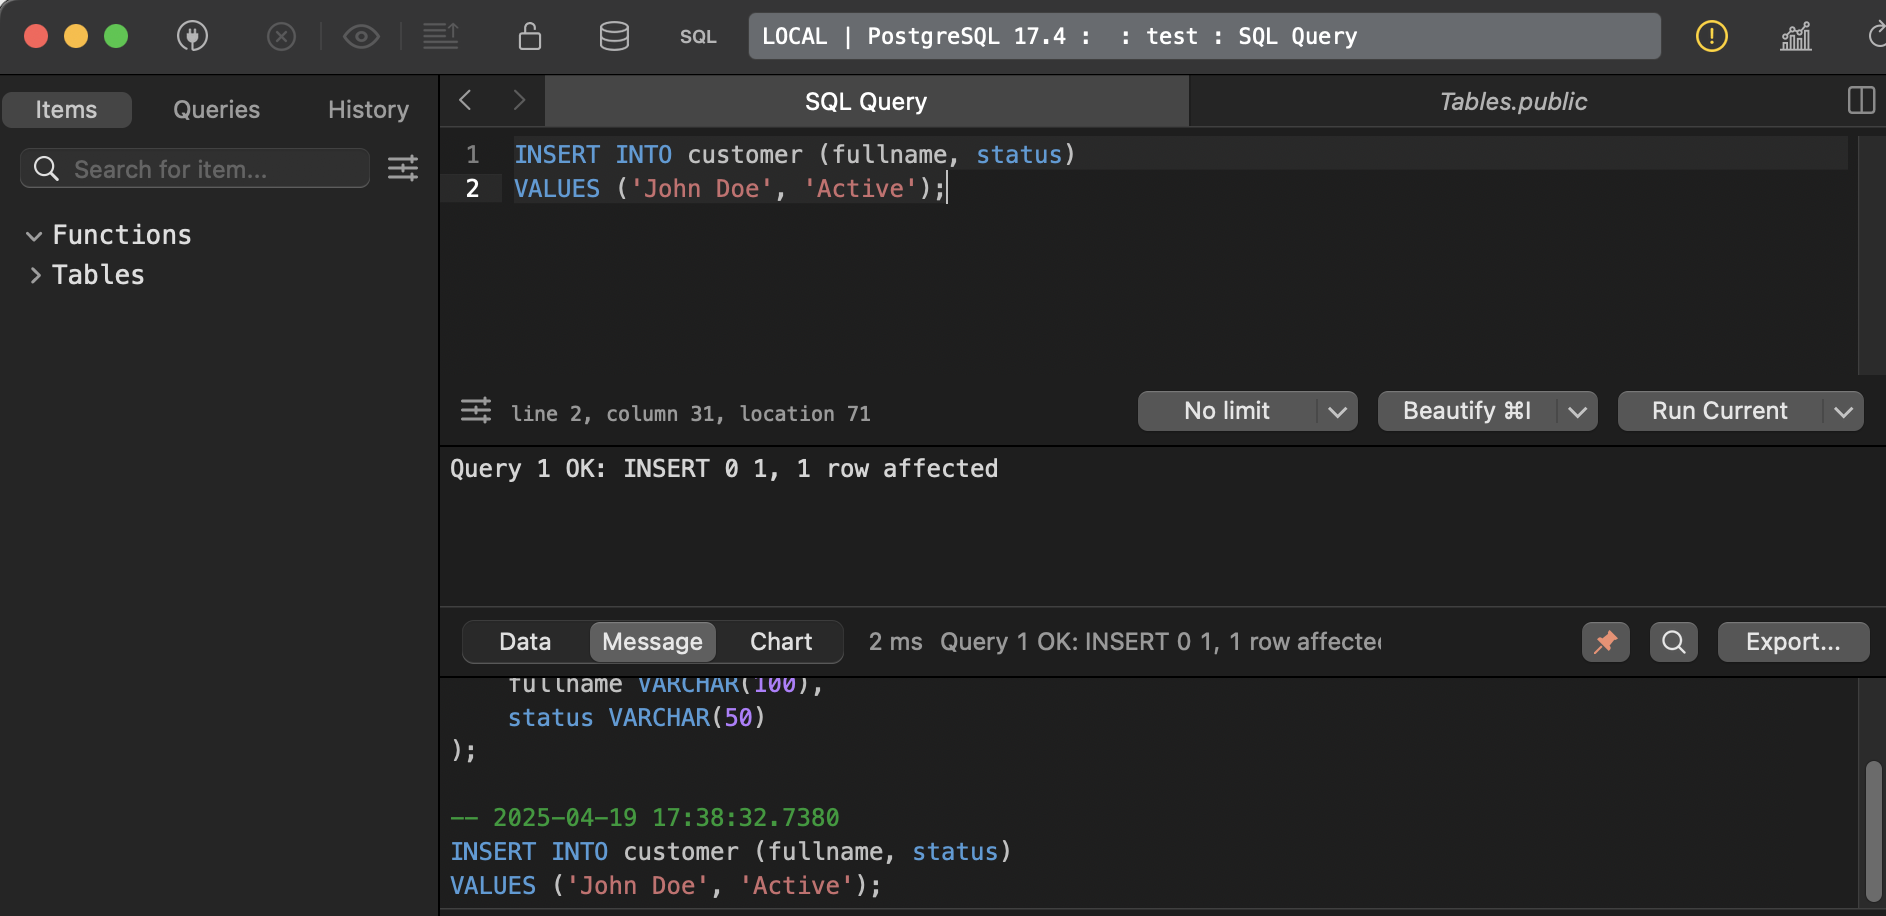 SQL
LOCAL | PostgreSQL 17.4 :  : test : SQL Query
Items
Queries
History
Search for item...
Functions
Tables
SQL Query
Tables.public
1 INSERT INTO customer (fullname, status)
2 VALUES ('John Doe', 'Active');
line 2, column 31, location 71
No limit
Beautify ⌘I
Run Current
Query 1 OK: INSERT 0 1, 1 row affected
Data
Message
Chart
2 ms
Query 1 OK: INSERT 0 1, 1 row affected
Export...
fullname VARCHAR(100),
status VARCHAR(50)
);
-- 2025-04-19 17:38:32.7380
INSERT INTO customer (fullname, status)
VALUES ('John Doe', 'Active');